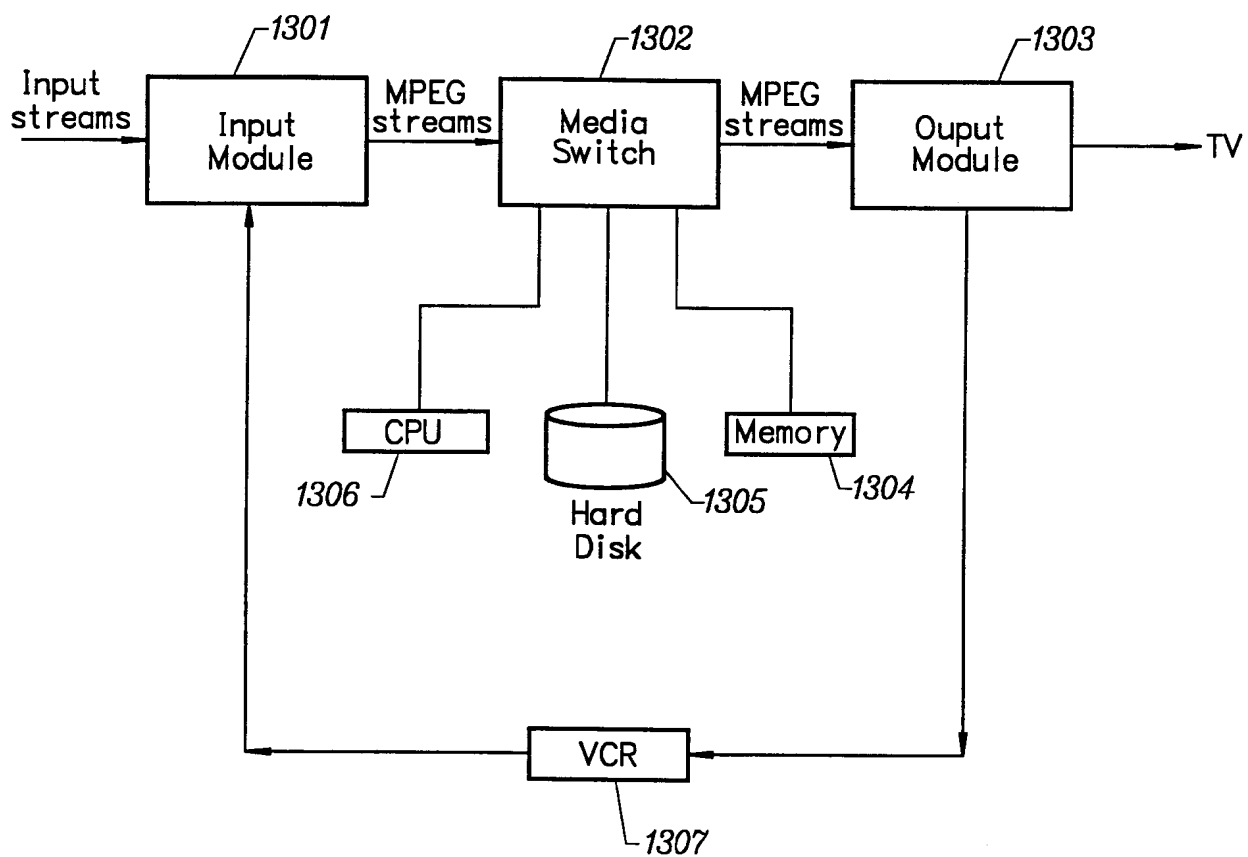 1301
1302
1303
Input
streams
Input
Module
MPEG
streams
Media
Switch
MPEG
streams
Ouput
Module
TV
CPU
1306
Hard
Disk
1305
Memory
1304
VCR
1307